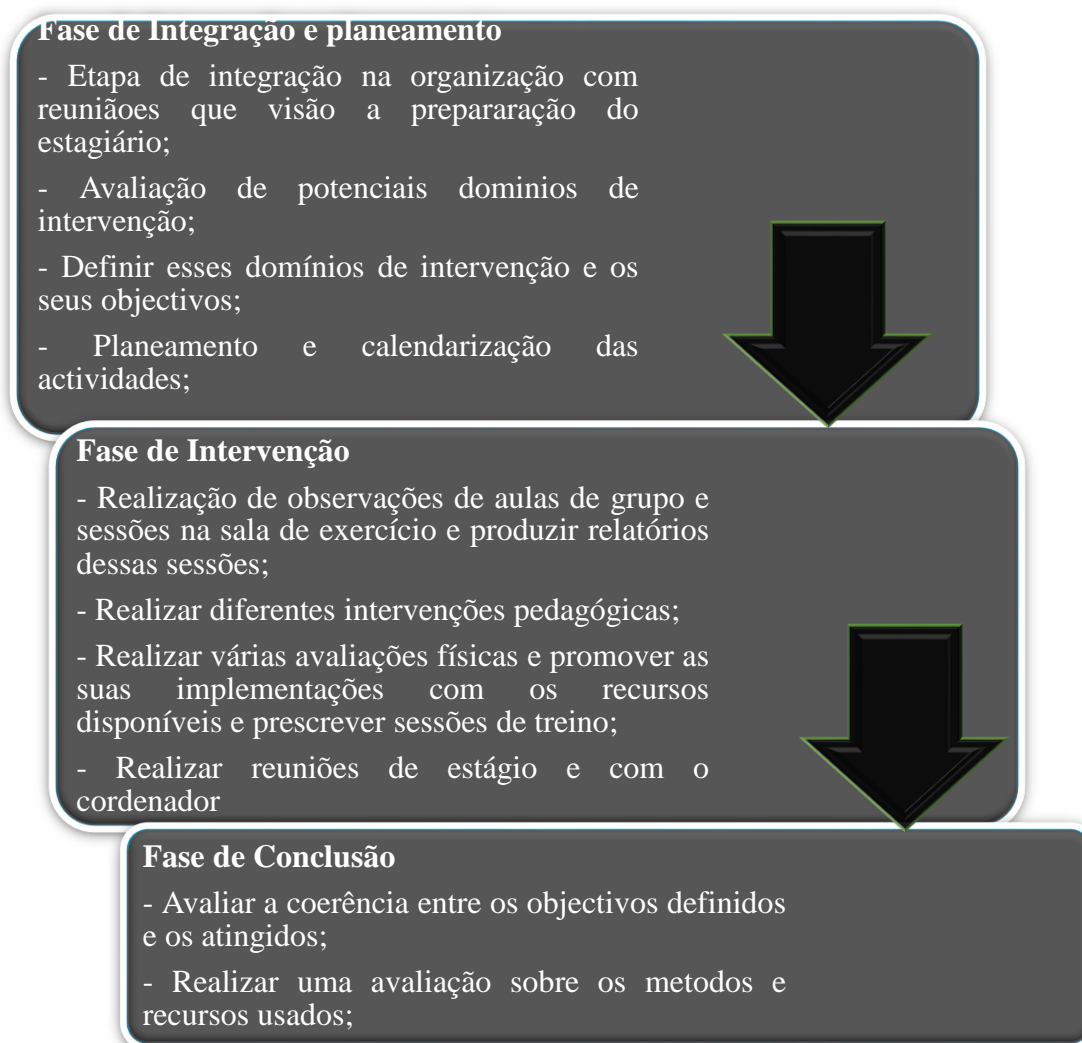 Fase de Integração e planeamento
- Etapa de integração na organização com
reuniãoes que visão a prepararação do
estagiário;
- Avaliação de potenciais dominios de
intervenção;
- Definir esses domínios de intervenção e os
seus objectivos;
- Planeamento e calendarização das
actividades;
Fase de Intervenção
- Realização de observações de aulas de grupo e
sessões na sala de exercício e produzir relatórios
dessas sessões;
- Realizar diferentes intervenções pedagógicas;
- Realizar várias avaliações físicas e promover as
suas implementações com os recursos
disponíveis e prescrever sessões de treino;
- Realizar reuniões de estágio e com o
cordenador
Fase de Conclusão
- Avaliar a coerência entre os objectivos definidos
e os atingidos;
- Realizar uma avaliação sobre os metodos e
recursos usados;